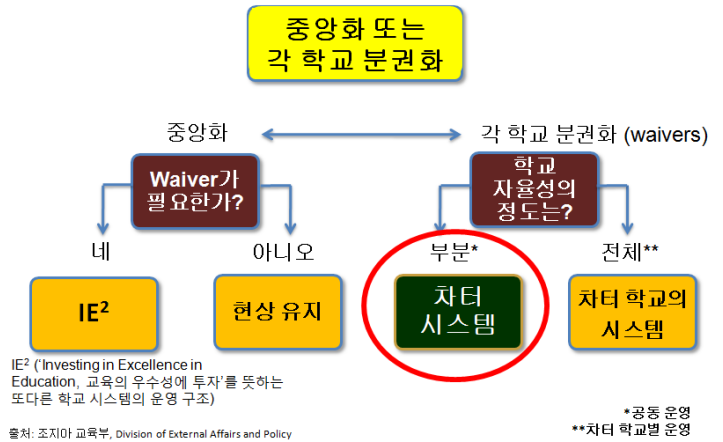 중앙화 또는
각 학교 분권화
중앙화
각 학교 분권화 (waivers)
Waiver가
필요한가?
학교
자율성의
정도는?
네
아니오
부분*
전체**
IE²
현상 유지
차터
시스템
차터 학교의
시스템
IE² (‘Investing in Excellence in
Education, 교육의 우수성에 투자’를 뜻하는
또다른 학교 시스템의 운영 구조)
*공동 운영
**차터 학교별 운영
출처: 조지아 교육부, Division of External Affairs and Policy